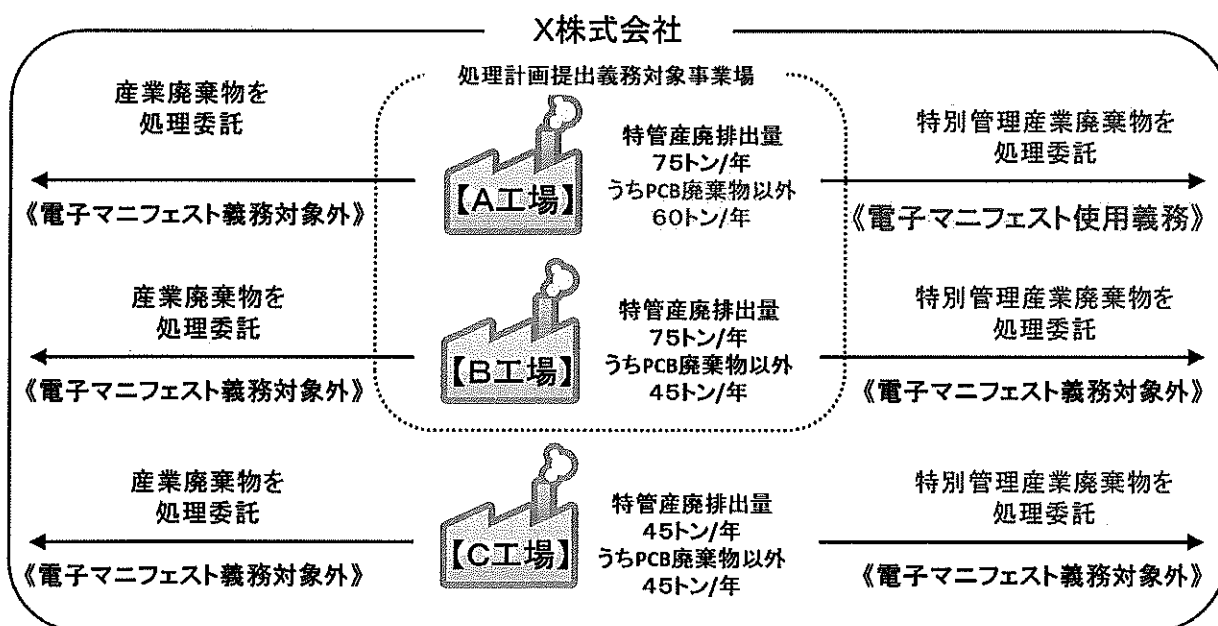 X株式会社
処理計画提出義務対象事業場
産業廃棄物を
処理委託
《電子マニフェスト義務対象外》
【A工場】
特管産廃排出量
75トン/年
うちPCB廃棄物以外
60トン/年
特別管理産業廃棄物を
処理委託
《電子マニフェスト使用義務》
産業廃棄物を
処理委託
《電子マニフェスト義務対象外》
【B工場】
特管産廃排出量
75トン/年
うちPCB廃棄物以外
45トン/年
特別管理産業廃棄物を
処理委託
《電子マニフェスト義務対象外》
産業廃棄物を
処理委託
《電子マニフェスト義務対象外》
【C工場】
特管産廃排出量
45トン/年
うちPCB廃棄物以外
45トン/年
特別管理産業廃棄物を
処理委託
《電子マニフェスト義務対象外》